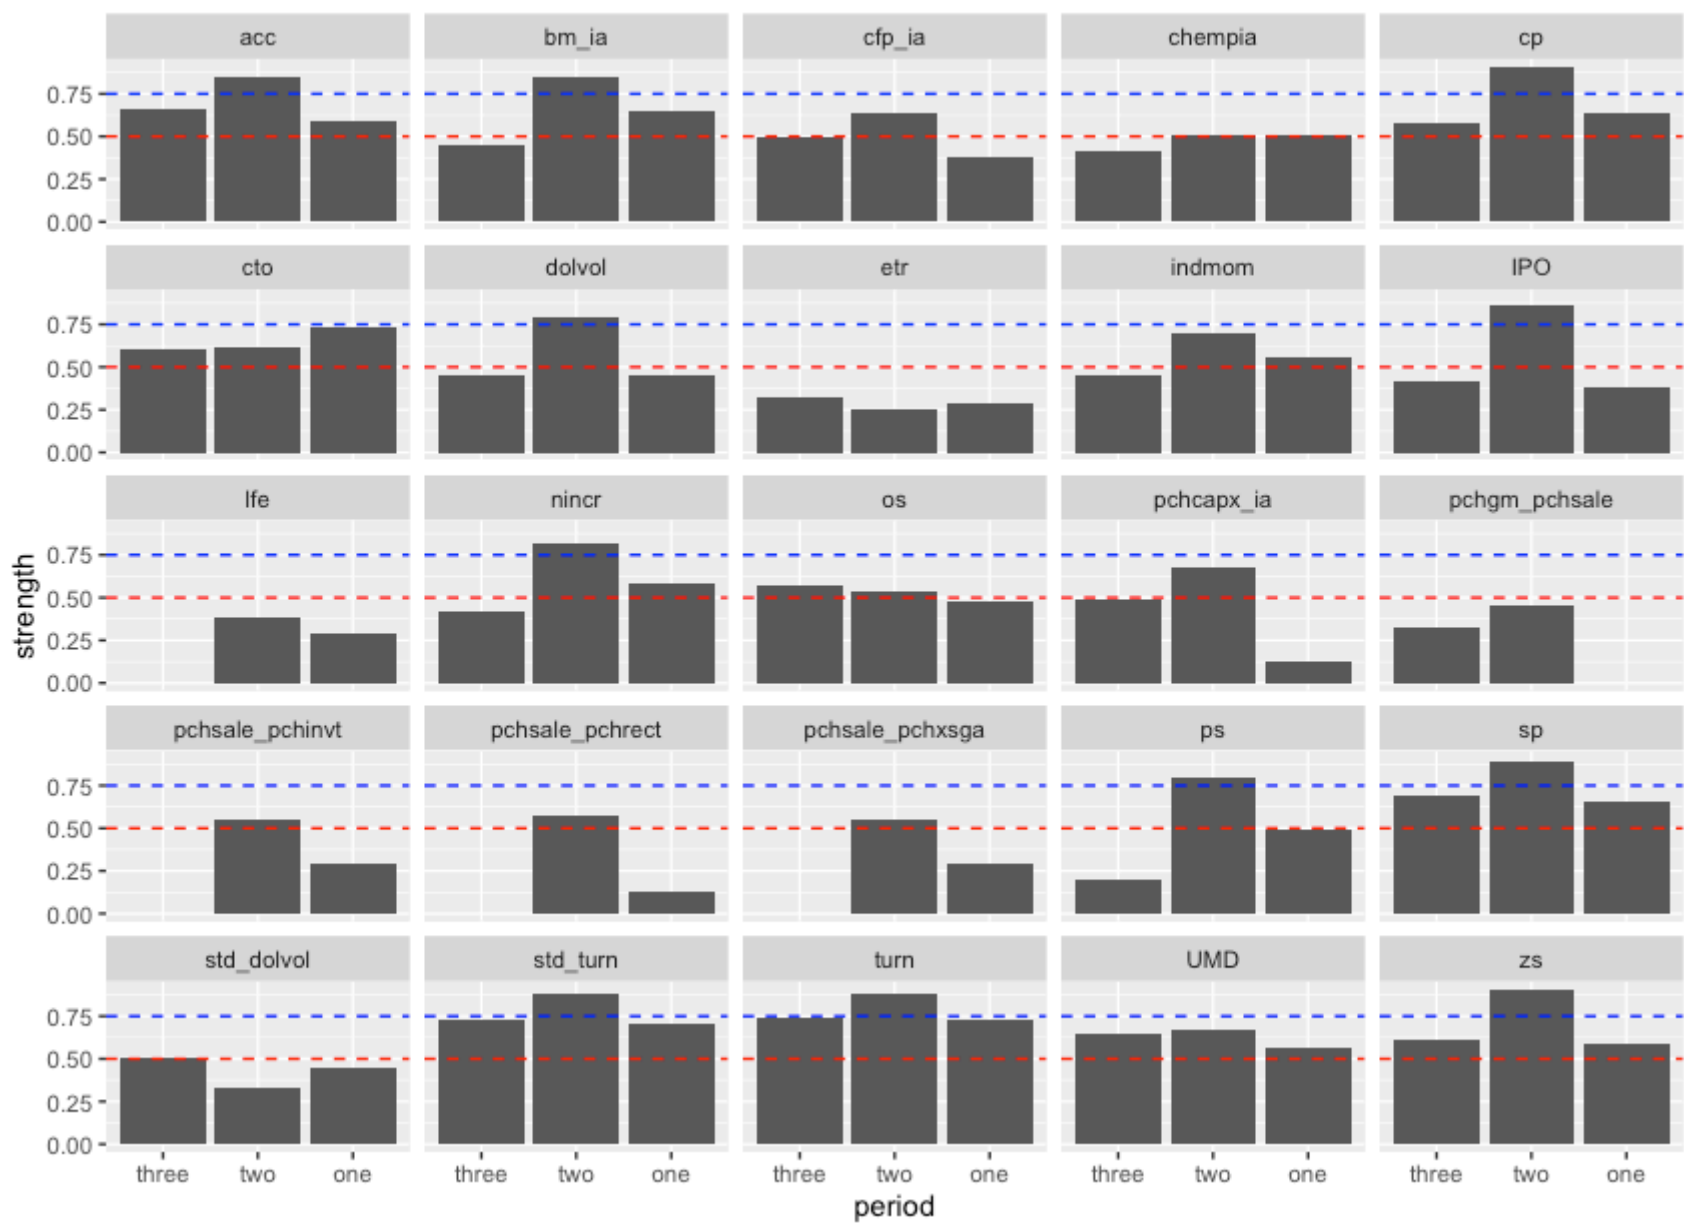 acc bm_ia cfp_ia chempia cp
0.75
0.50
0.25
0.00
cto dolvol etr indmom IPO
0.75
0.50
0.25
0.00
lfe nincr os pchcapx_ia pchgm_pchsale
0.75
0.50
0.25
0.00
strength
pchsale_pchinvt pchsale_pchrect pchsale_pchxsga ps sp
0.75
0.50
0.25
0.00
std_dolvol std_turn turn UMD zs
0.75
0.50
0.25
0.00
three two one three two one three two one three two one three two one
period